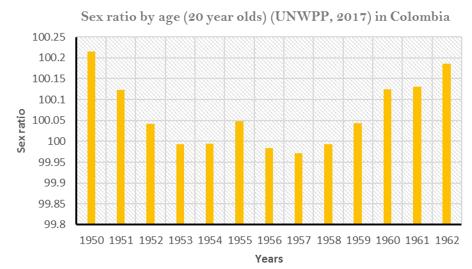 Sex ratio by age (20 year olds) (UNWPP, 2017) in Colombia
100.25
100.2
100.15
100.1
100.05
100
99.95
99.9
99.85
99.8
Sex ratio
1950 1951 1952 1953 1954 1955 1956 1957 1958 1959 1960 1961 1962
Years